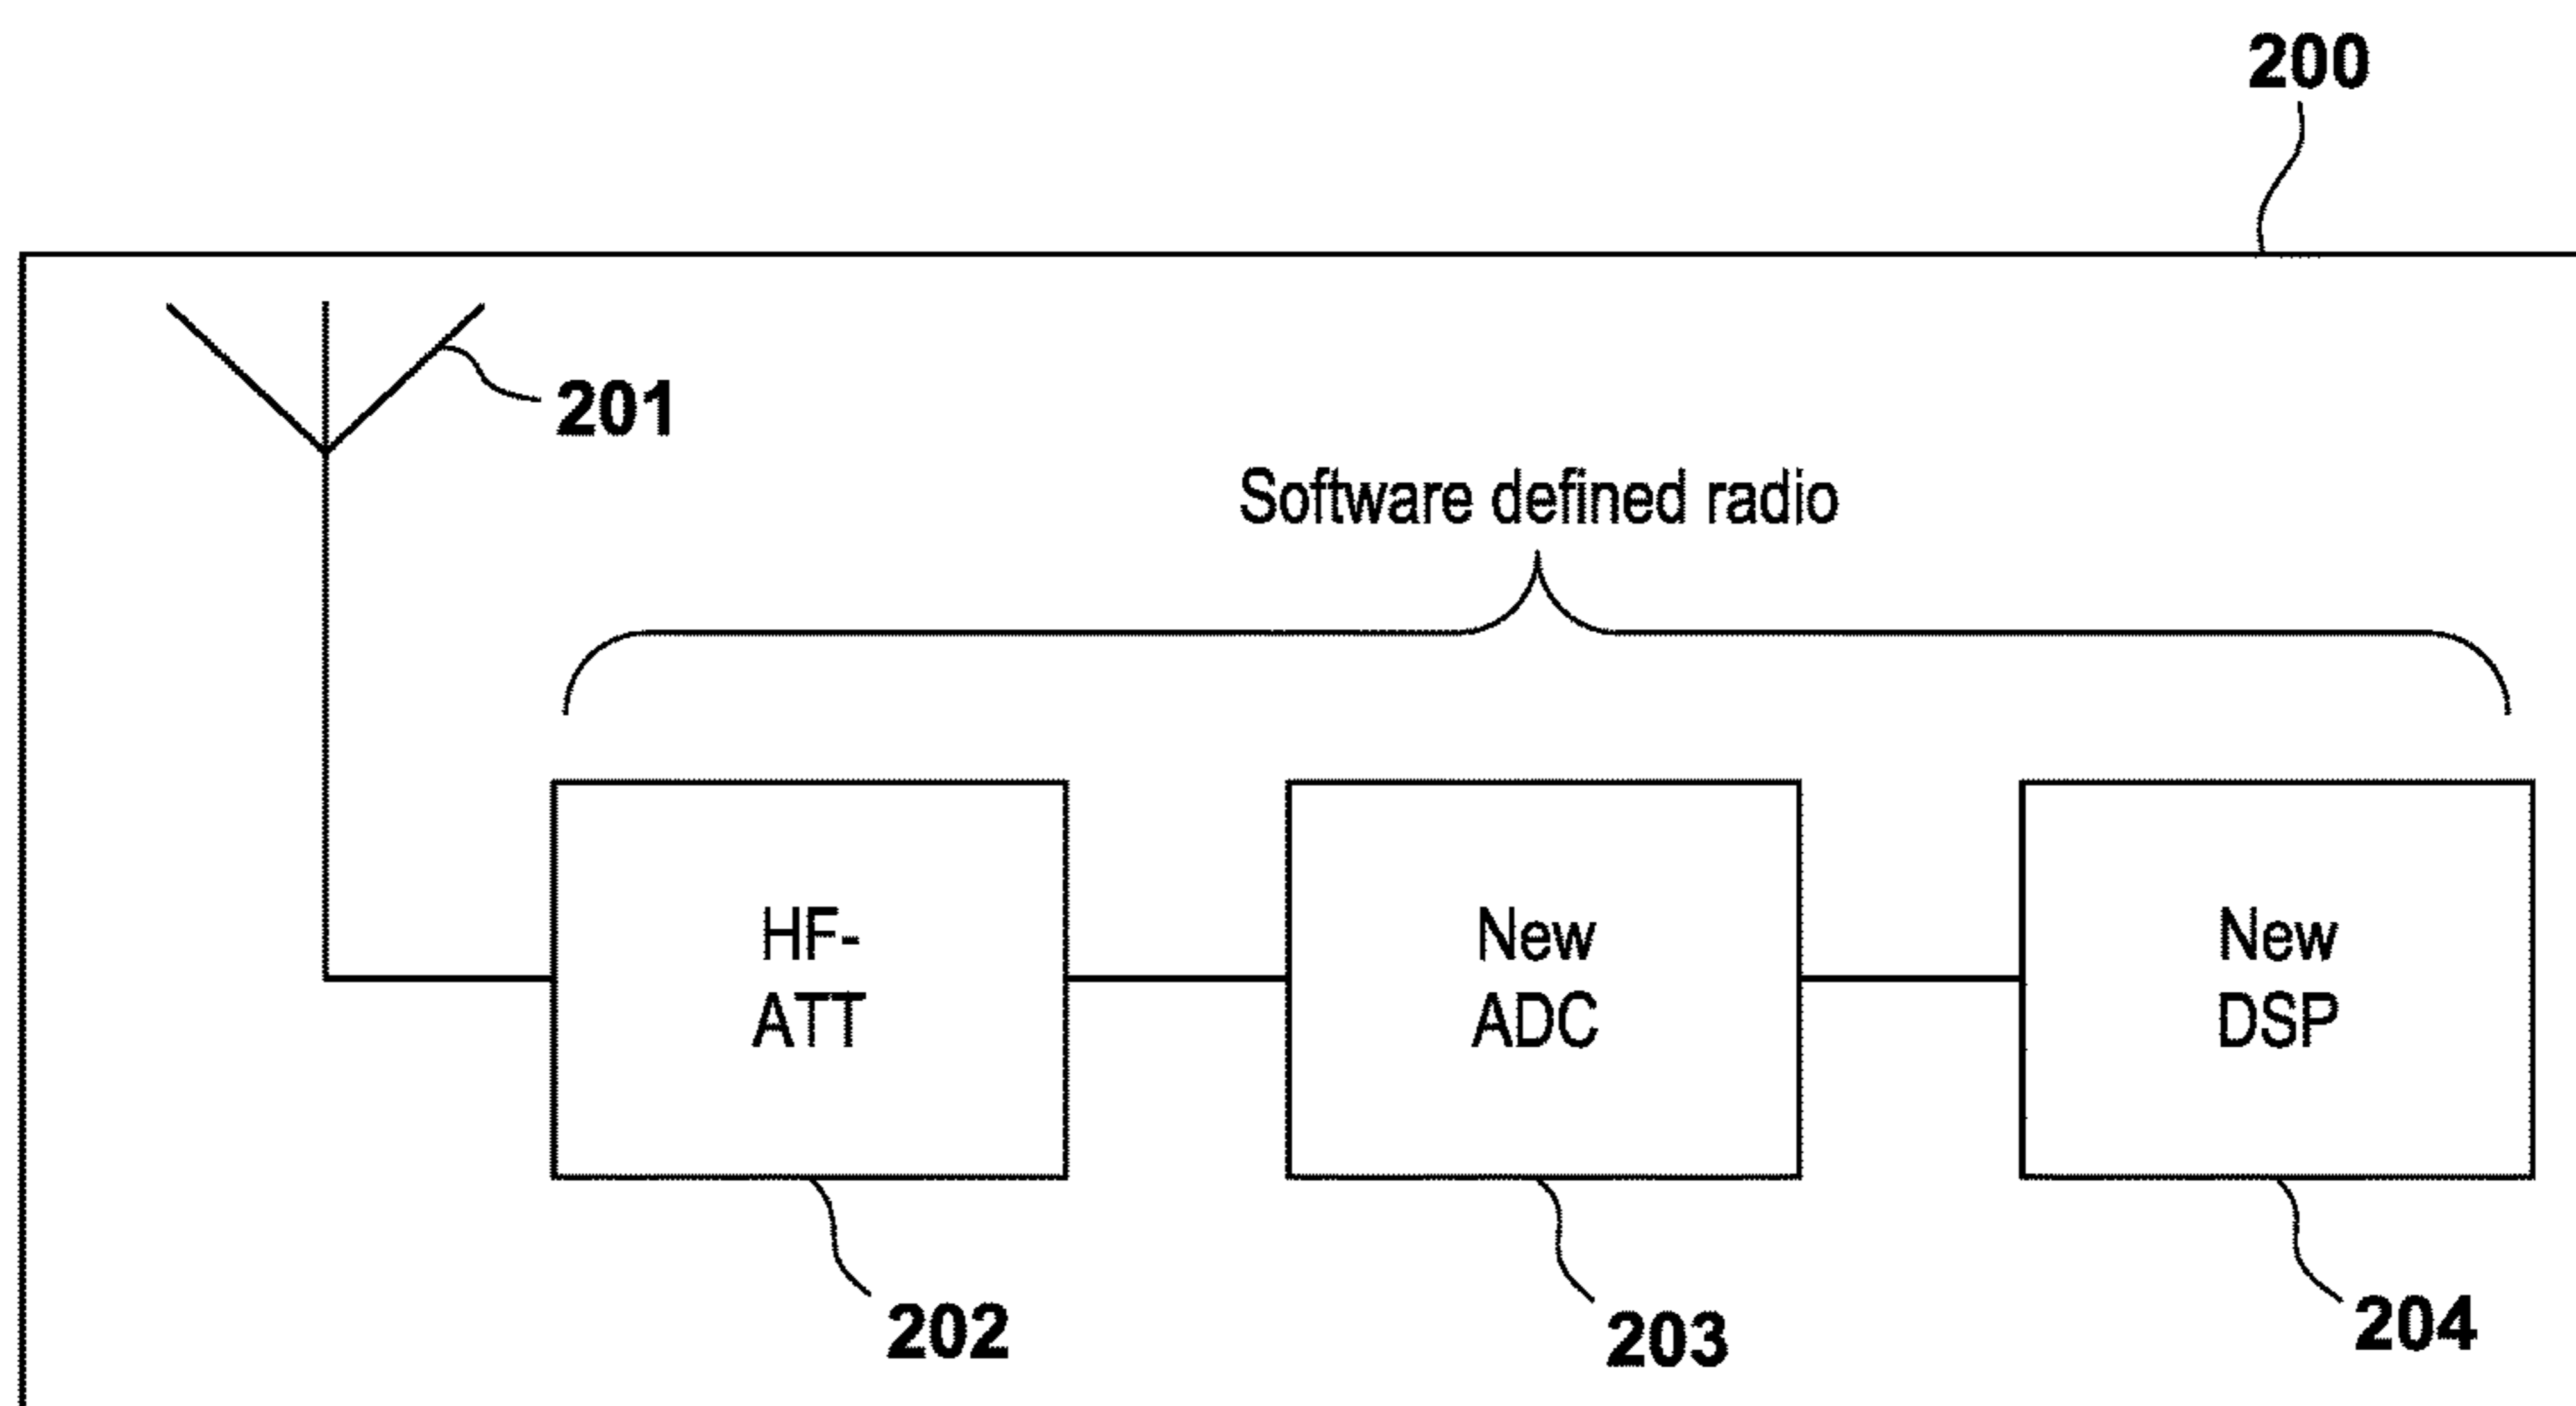 200
201
Software defined radio
HF-
ATT
New
ADC
New
DSP
202
203
204